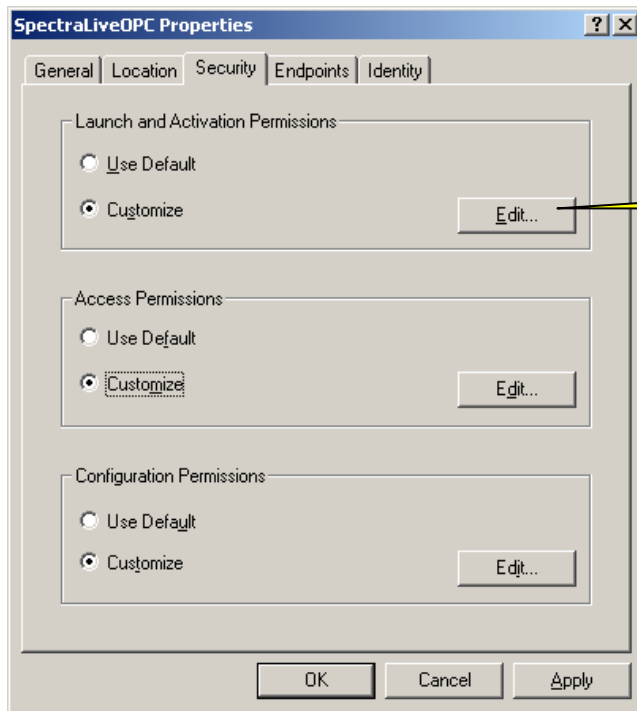 SpectraLiveOPC Properties
General Location Security Endpoints Identity
Launch and Activation Permissions
Use Default
Customize
Edit...
Access Permissions
Use Default
Customize
Edit...
Configuration Permissions
Use Default
Customize
Edit...
OK Cancel Apply